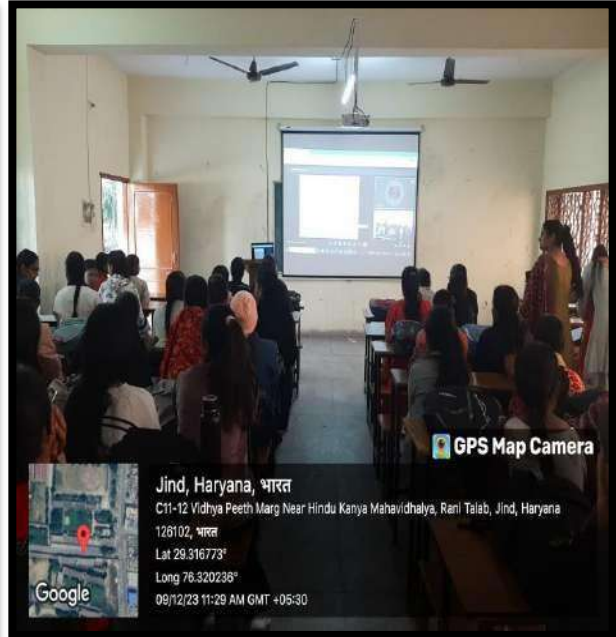 GPS Map Camera
Jind, Haryana, भारत
C11-12 Vidhya Peeth Marg Near Hindu Kanya Mahavidhalya, Rani Talab, Jind, Haryana
126102, भारत
Lat 29.316773°
Long 76.320236°
09/12/23 11:29 AM GMT +05:30
Google